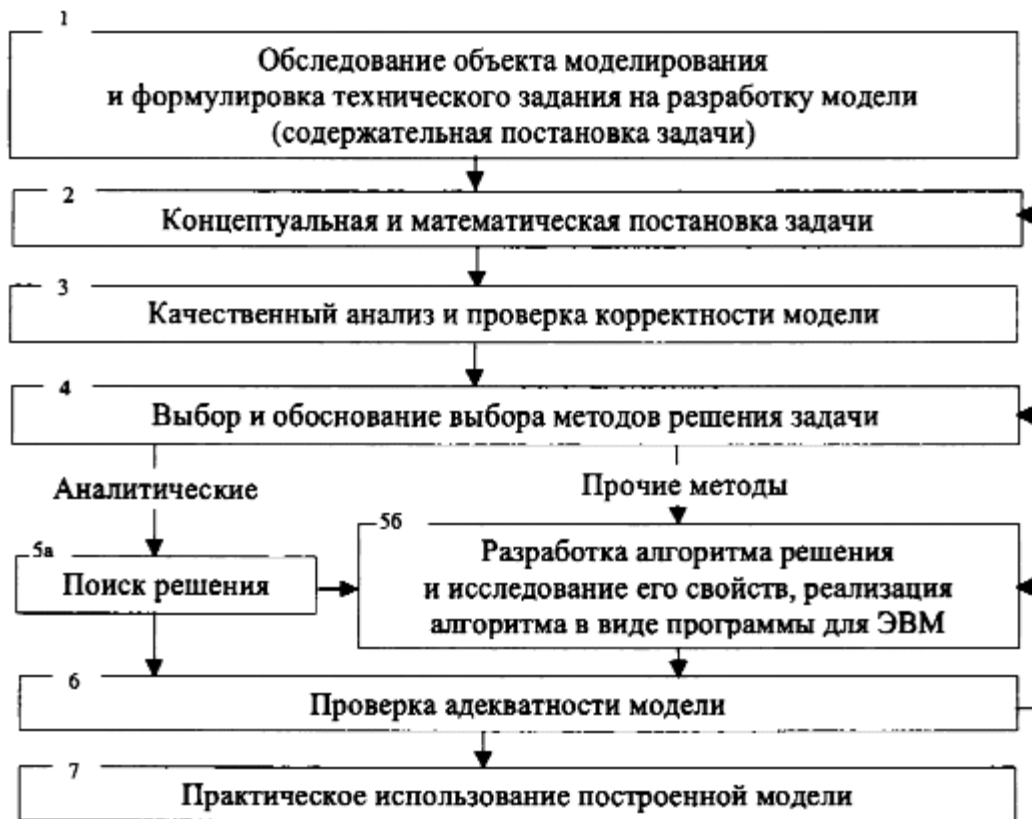 1
Обследование объекта моделирования
и формулировка технического задания на разработку модели
(содержательная постановка задачи)
2
Концептуальная и математическая постановка задачи
3
Качественный анализ и проверка корректности модели
4
Выбор и обоснование выбора методов решения задачи
Аналитические
Прочие методы
5а
Поиск решения
5б
Разработка алгоритма решения
и исследование его свойств, реализация
алгоритма в виде программы для ЭВМ
6
Проверка адекватности модели
7
Практическое использование построенной модели